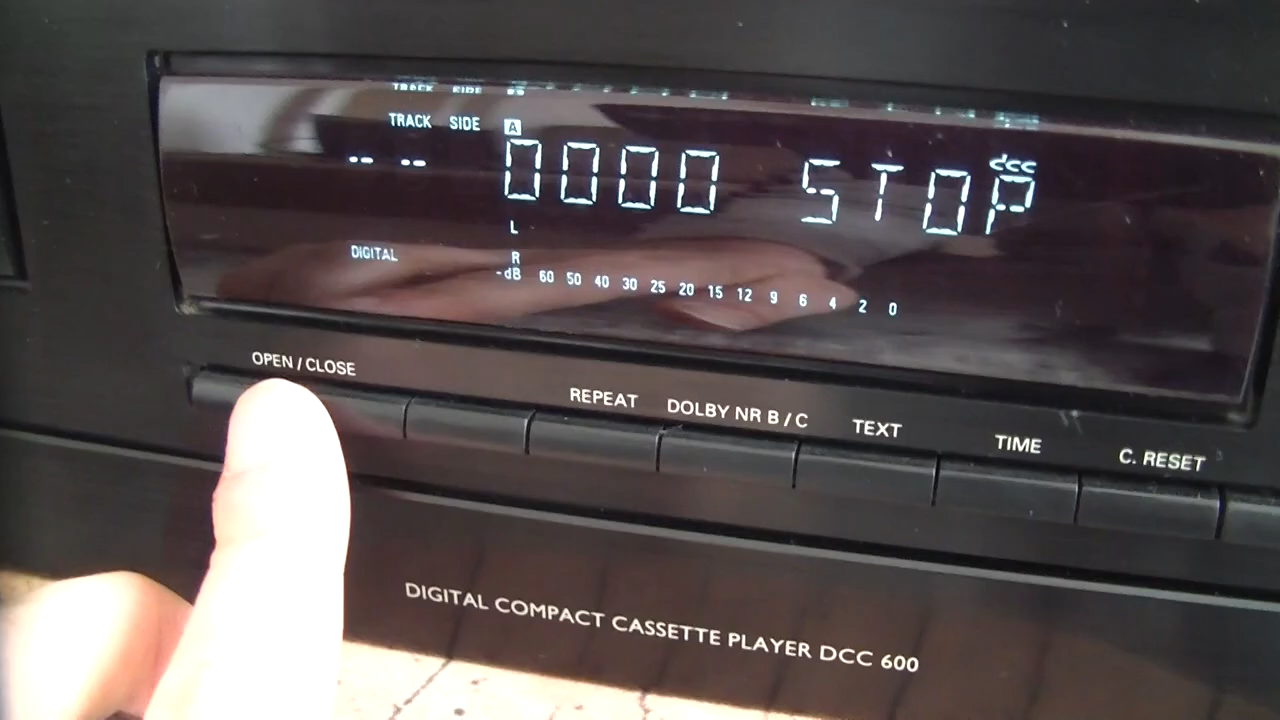 TRACK SIDE A
-- -- 0000 STOP dcc
L
DIGITAL R
-dB 60 50 40 30 25 20 15 12 9 6 4 2 0
OPEN / CLOSE REPEAT DOLBY NR B / C TEXT TIME C. RESET
DIGITAL COMPACT CASSETTE PLAYER DCC 600